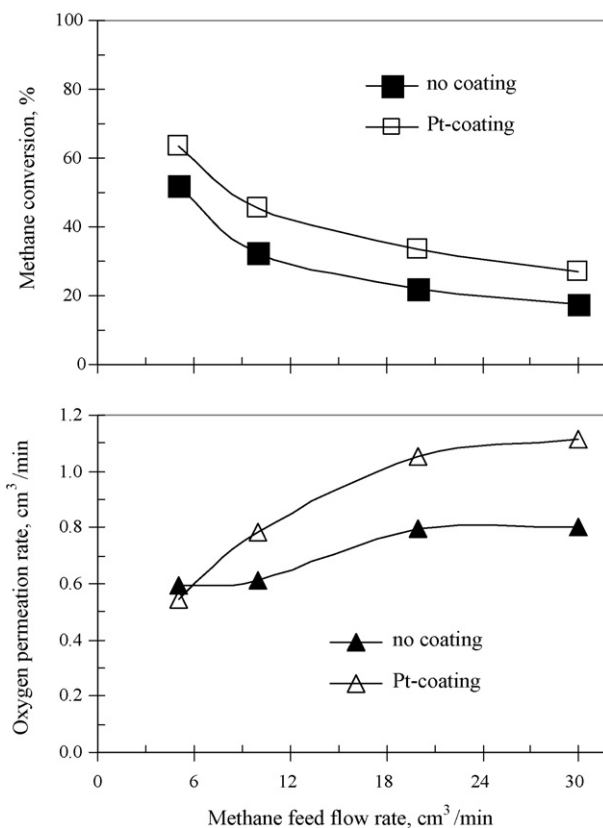 100
80
60
40
20
0
Methane conversion, %
no coating
Pt-coating
1.2
1.0
0.8
0.6
0.4
0.2
0.0
Oxygen permeation rate, cm³/min
no coating
Pt-coating
0 6 12 18 24 30
Methane feed flow rate, cm³/min